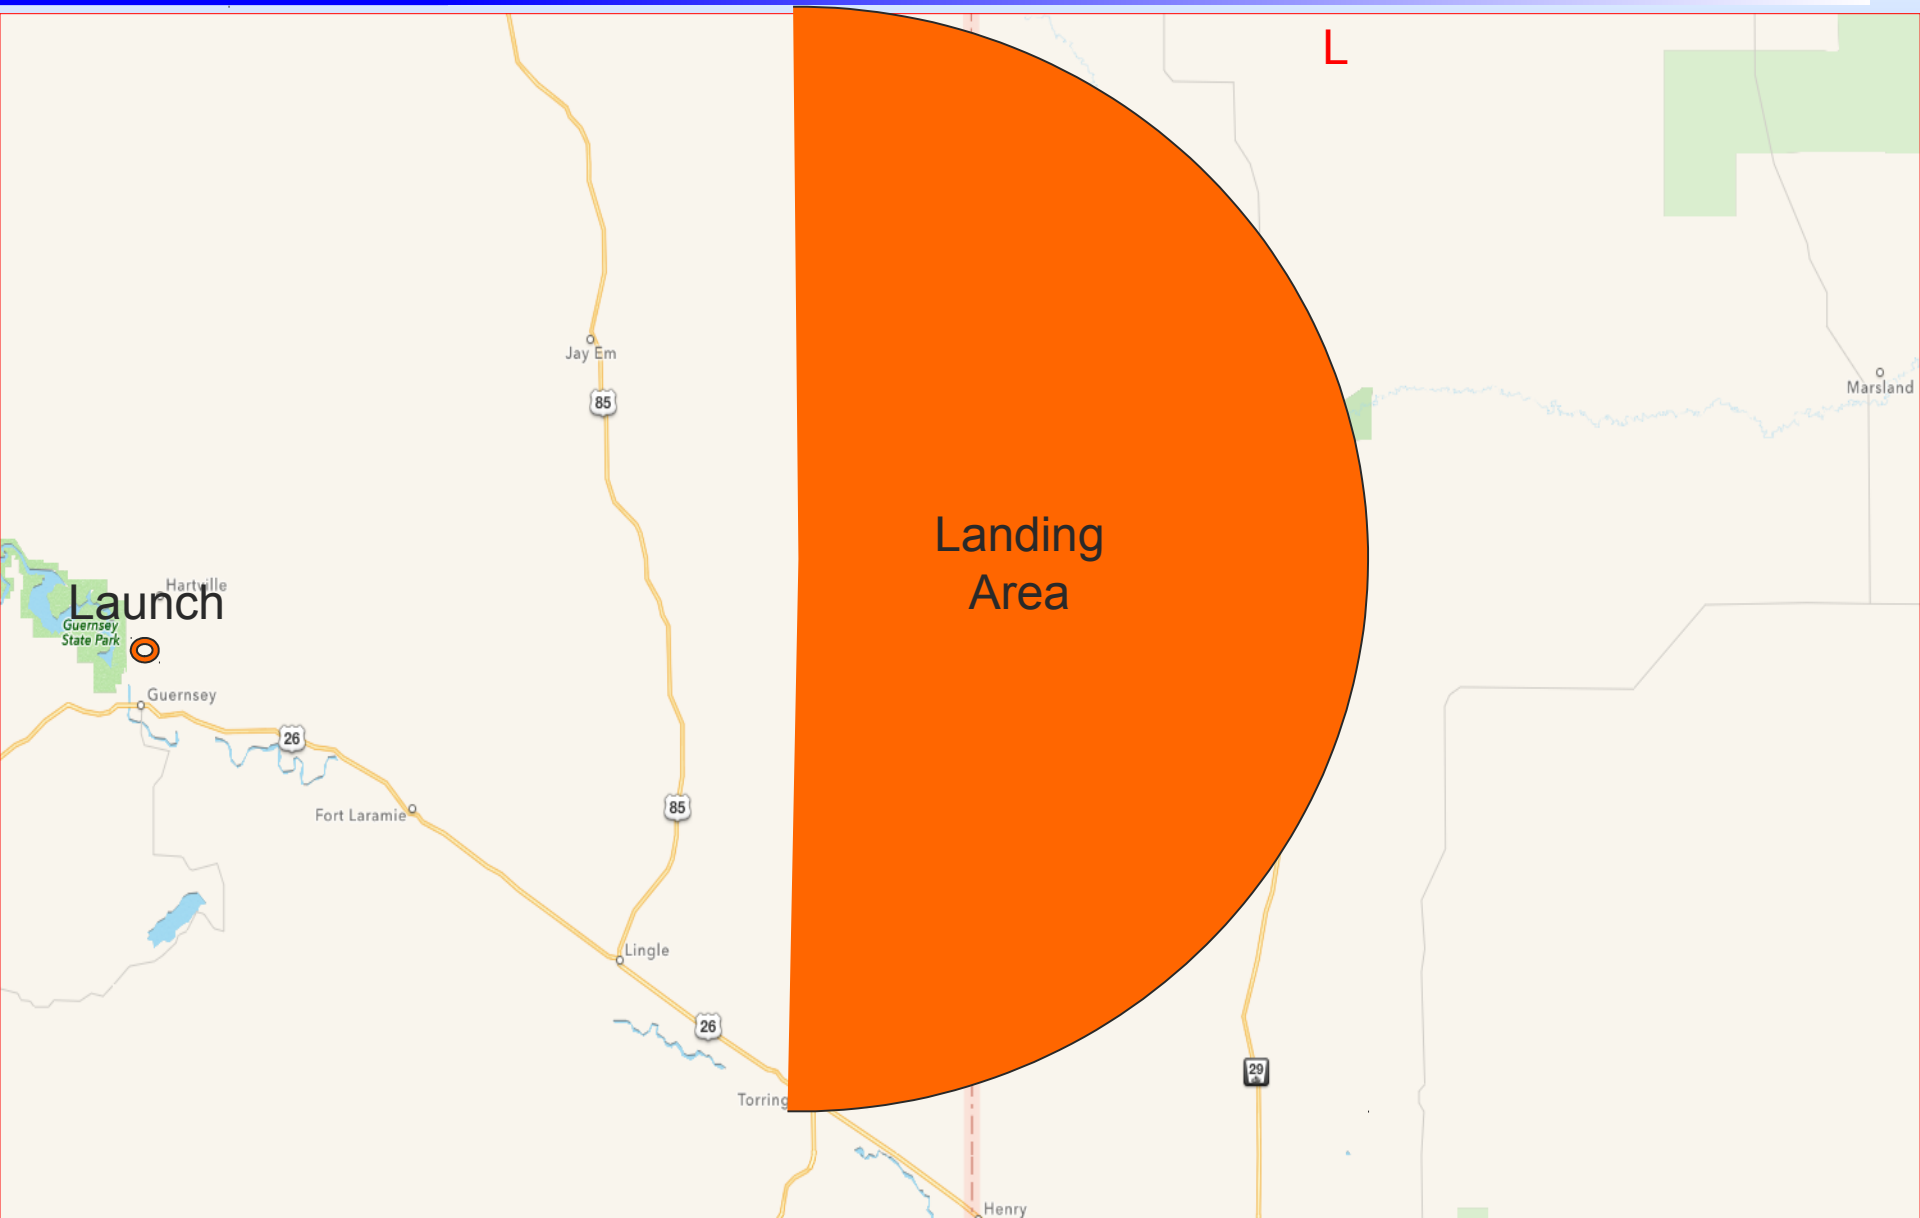 L
Jay Em
85
Marsland
Landing
Area
Hartville
Launch
Guernsey
State Park
Guernsey
26
Fort Laramie
85
Lingle
26
29
Torring
Henry